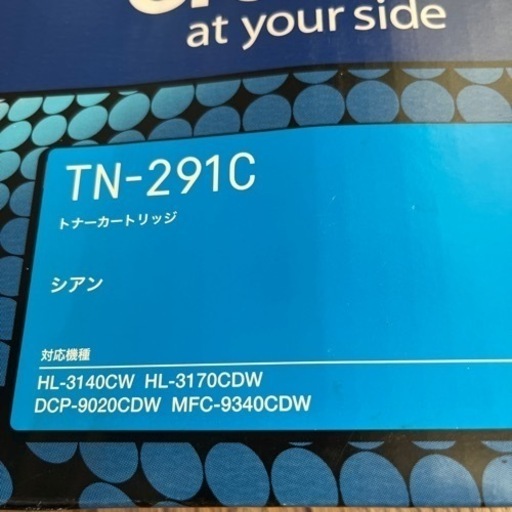 at your side
TN-291C
トナーカートリッジ
シアン
対応機種
HL-3140CW HL-3170CDW
DCP-9020CDW MFC-9340CDW